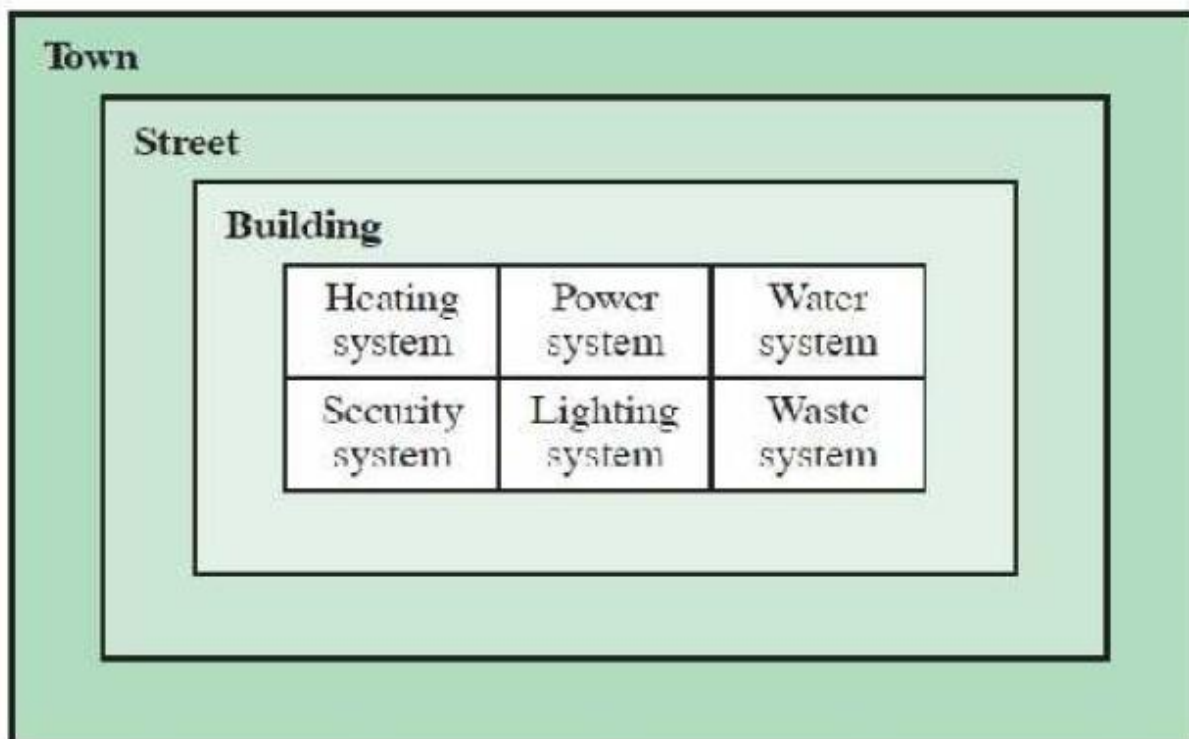 Town
Street
Building
Heating system
Power system
Water system
Security system
Lighting system
Waste system